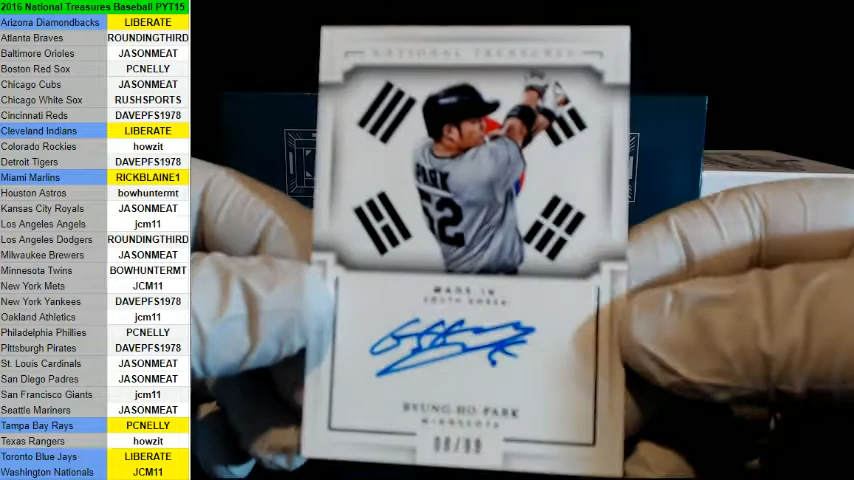 2016 National Treasures Baseball PYT15
Arizona Diamondbacks LIBERATE
Atlanta Braves ROUNDINGTHIRD
Baltimore Orioles JASONMEAT
Boston Red Sox PCNELLY
Chicago Cubs JASONMEAT
Chicago White Sox RUSHSPORTS
Cincinnati Reds DAVEPFS1978
Cleveland Indians LIBERATE
Colorado Rockies howzit
Detroit Tigers DAVEPFS1978
Miami Marlins RICKBLAINE1
Houston Astros bowhuntermt
Kansas City Royals JASONMEAT
Los Angeles Angels jcm11
Los Angeles Dodgers ROUNDINGTHIRD
Milwaukee Brewers JASONMEAT
Minnesota Twins BOWHUNTERMT
New York Mets JCM11
New York Yankees DAVEPFS1978
Oakland Athletics jcm11
Philadelphia Phillies PCNELLY
Pittsburgh Pirates DAVEPFS1978
St. Louis Cardinals JASONMEAT
San Diego Padres JASONMEAT
San Francisco Giants jcm11
Seattle Mariners JASONMEAT
Tampa Bay Rays PCNELLY
Texas Rangers howzit
Toronto Blue Jays LIBERATE
Washington Nationals JCM11
NATIONAL TREASURES
PARK
52
MADE IN
SOUTH KOREA
BYUNG-HO PARK
MINNESOTA
08/99